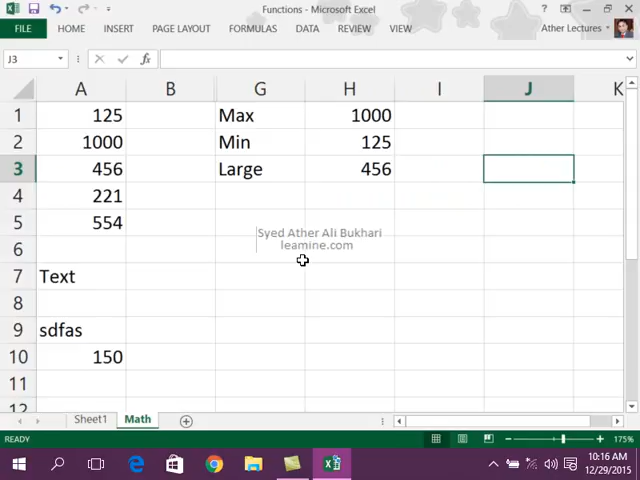 Functions - Microsoft Excel
FILE HOME INSERT PAGE LAYOUT FORMULAS DATA REVIEW VIEW Ather Lectures
J3 fx
A B G H I J K
1 125 Max 1000
2 1000 Min 125
3 456 Large 456
4 221
5 554
Syed Ather Ali Bukhari
6 leamine.com
7 Text
8
9 sdfas
10 150
11
12
Sheet1 Math
READY 175%
10:16 AM
12/29/2015